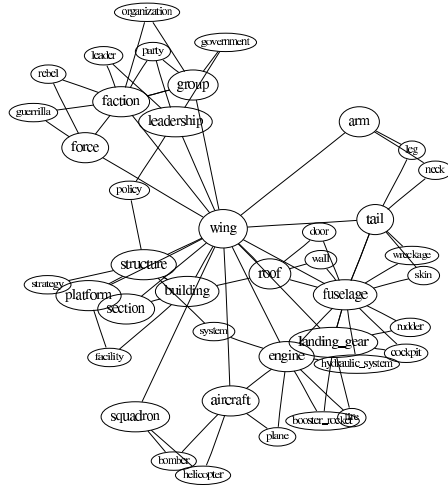 organization
government
leader
party
rebel
group
faction
guerrilla
leadership
arm
force
leg
neck
policy
tail
wing
door
structure
wall
wreckage
roof
skin
strategy
platform
building
fuselage
section
system
rudder
landing_gear
facility
engine
cockpit
hydraulic_system
aircraft
squadron
booster_rocket
plane
bomber
helicopter